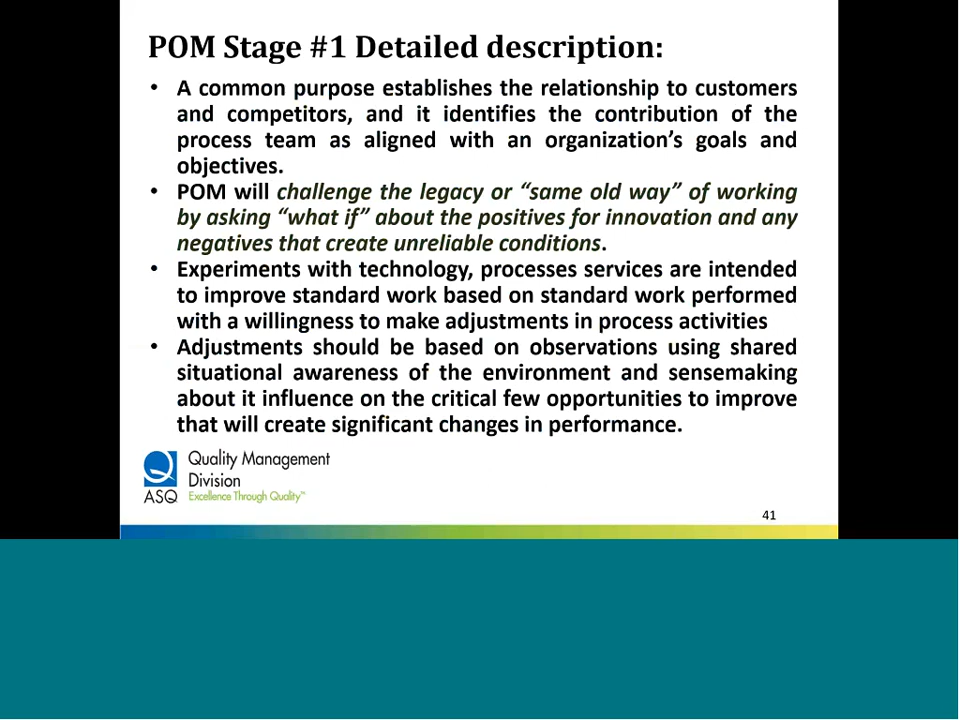 POM Stage #1 Detailed description:
• A common purpose establishes the relationship to customers
and competitors, and it identifies the contribution of the
process team as aligned with an organization's goals and
objectives.
• POM will challenge the legacy or “same old way” of working
by asking “what if” about the positives for innovation and any
negatives that create unreliable conditions.
• Experiments with technology, processes services are intended
to improve standard work based on standard work performed
with a willingness to make adjustments in process activities
• Adjustments should be based on observations using shared
situational awareness of the environment and sensemaking
about it influence on the critical few opportunities to improve
that will create significant changes in performance.
Quality Management
Division
ASQ Excellence Through Quality™
41